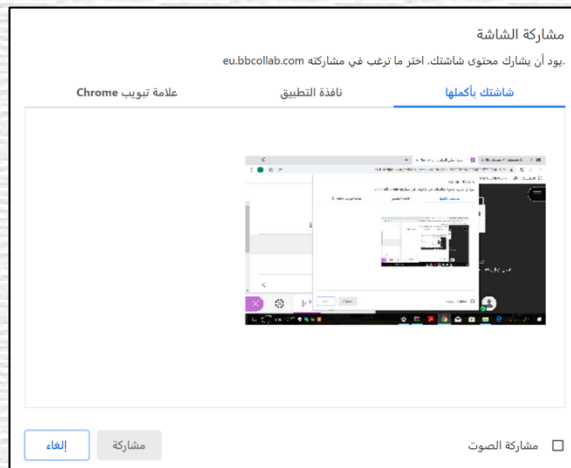 مشاركة الشاشة
يود أن يشارك محتوى شاشتك. اختر ما ترغب في مشاركته eu.bbcollab.com.
شاشتك بأكملها
نافذة التطبيق
علامة تبويب Chrome
مشاركة الصوت
مشاركة
إلغاء